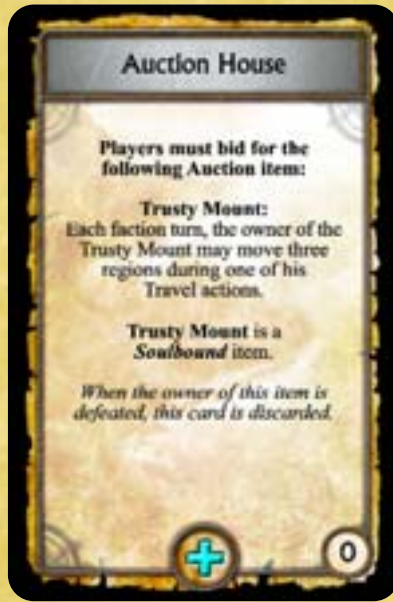 Auction House
Players must bid for the
following Auction item:
Trusty Mount:
Each faction turn, the owner of the
Trusty Mount may move three
regions during one of his
Travel actions.
Trusty Mount is a
Soulbound item.
When the owner of this item is
defeated, this card is discarded.
0